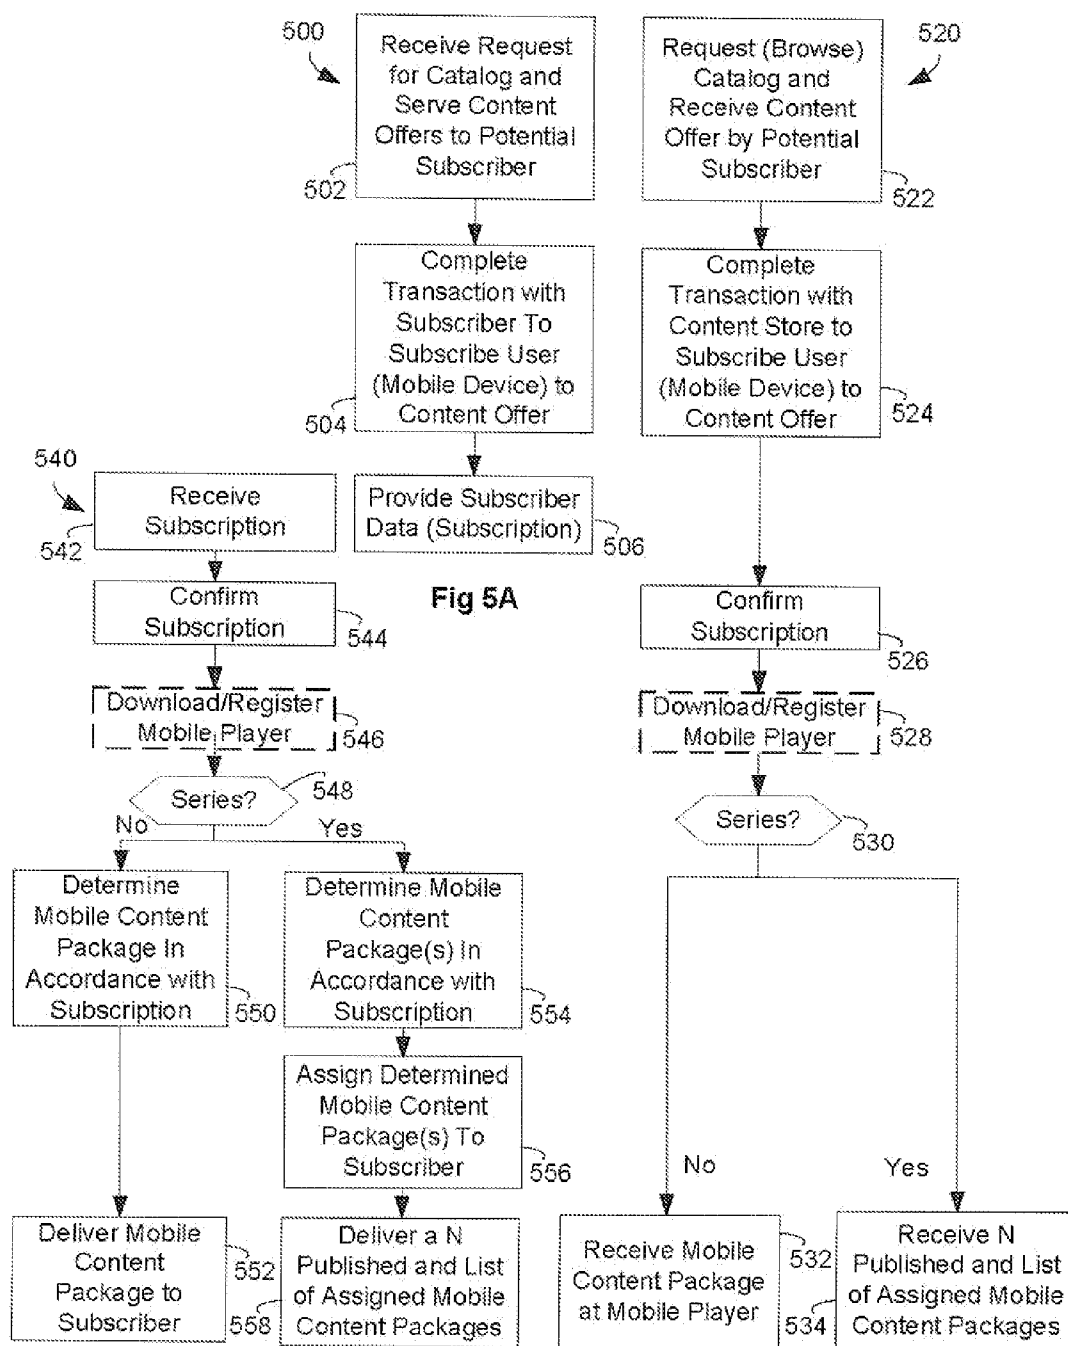 500
Receive Request
for Catalog and
Serve Content
Offers to Potential
Subscriber
502
Request (Browse)
Catalog and
Receive Content
Offer by Potential
Subscriber
520
522
Complete
Transaction with
Subscriber To
Subscribe User
(Mobile Device) to
Content Offer
504
Complete
Transaction with
Content Store to
Subscribe User
(Mobile Device) to
Content Offer
524
540
Receive
Subscription
542
Provide Subscriber
Data (Subscription)
506
Fig 5A
Confirm
Subscription
544
Confirm
Subscription
526
Download/Register
Mobile Player
546
Download/Register
Mobile Player
528
Series?
548
No
Yes
Series?
530
Determine
Mobile Content
Package In
Accordance with
Subscription
550
Determine Mobile
Content
Package(s) In
Accordance with
Subscription
554
Assign Determined
Mobile Content
Package(s) To
Subscriber
556
No
Yes
Deliver Mobile
Content
Package to
Subscriber
552
Deliver a N
Published and List
of Assigned Mobile
Content Packages
558
Receive Mobile
Content Package
at Mobile Player
532
Receive N
Published and List
of Assigned Mobile
Content Packages
534